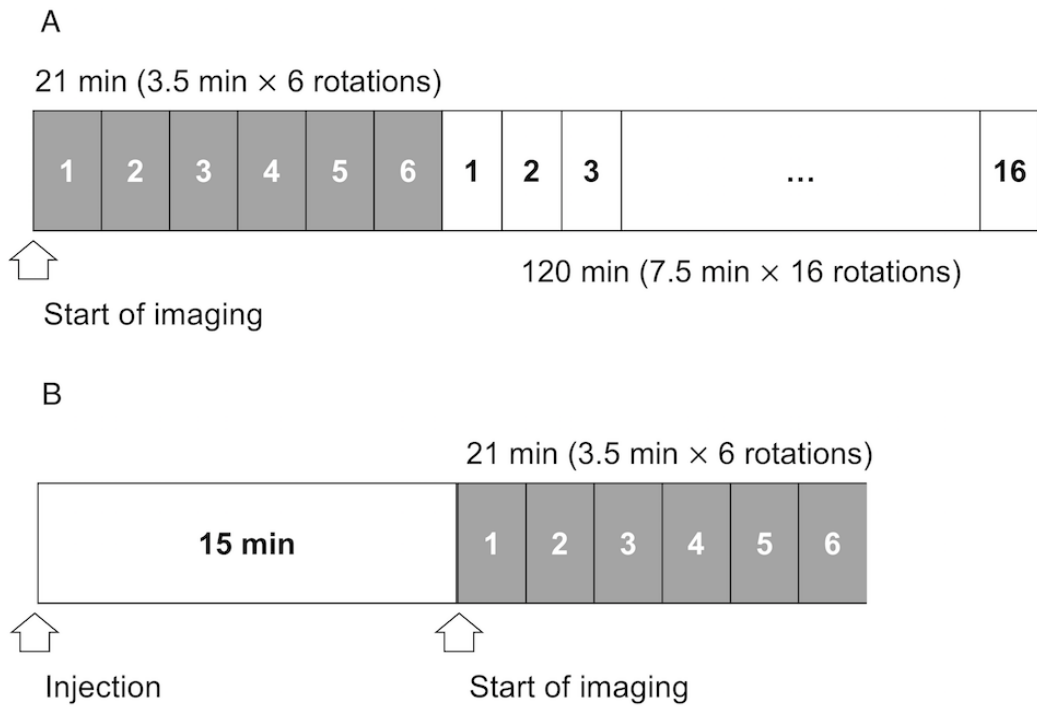 A
21 min (3.5 min × 6 rotations)
1 2 3 4 5 6 1 2 3 ... 16
120 min (7.5 min × 16 rotations)
Start of imaging
B
21 min (3.5 min × 6 rotations)
15 min 1 2 3 4 5 6
Injection Start of imaging